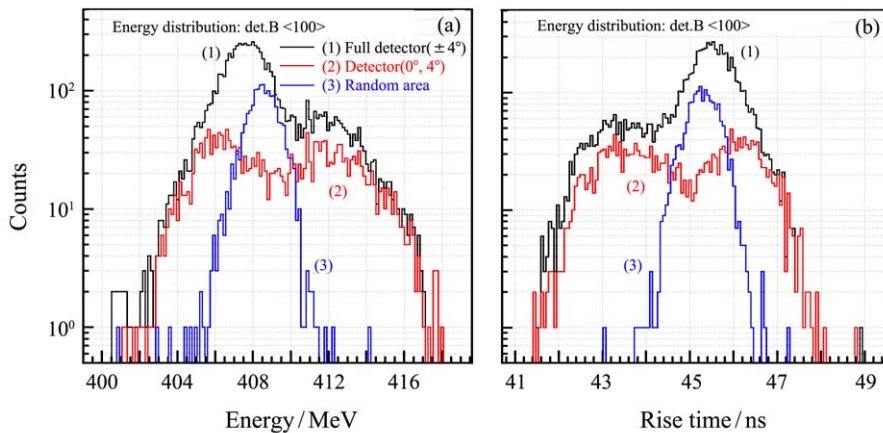 Energy distribution: det.B <100> (a)
(1) (1) Full detector(±4°)
(2) Detector(0°, 4°)
(3) Random area
10²
10¹
10⁰
Counts
(2)
(3)
400 404 408 412 416
Energy/MeV
Energy distribution: det.B <100> (b)
(1)
(2)
(3)
41 43 45 47 49
Rise time/ns